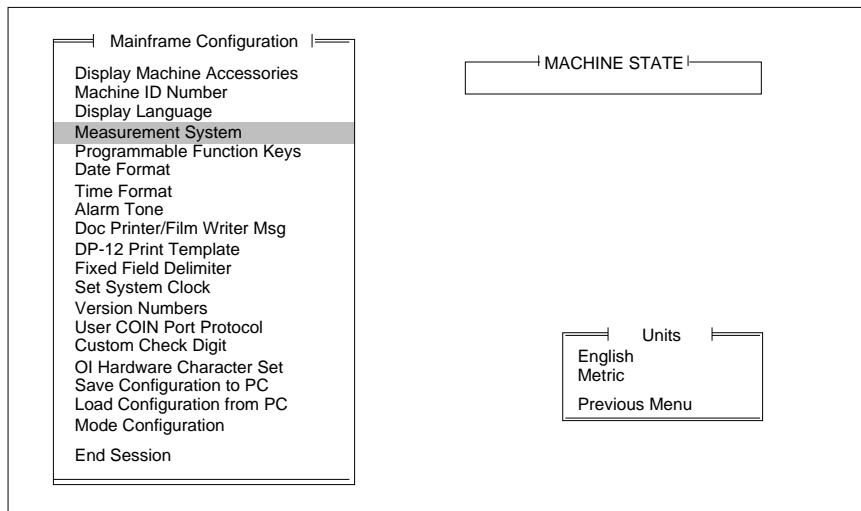 Mainframe Configuration
Display Machine Accessories
Machine ID Number
Display Language
Measurement System
Programmable Function Keys
Date Format
Time Format
Alarm Tone
Doc Printer/Film Writer Msg
DP-12 Print Template
Fixed Field Delimiter
Set System Clock
Version Numbers
User COIN Port Protocol
Custom Check Digit
OI Hardware Character Set
Save Configuration to PC
Load Configuration from PC
Mode Configuration
End Session
MACHINE STATE
Units
English
Metric
Previous Menu